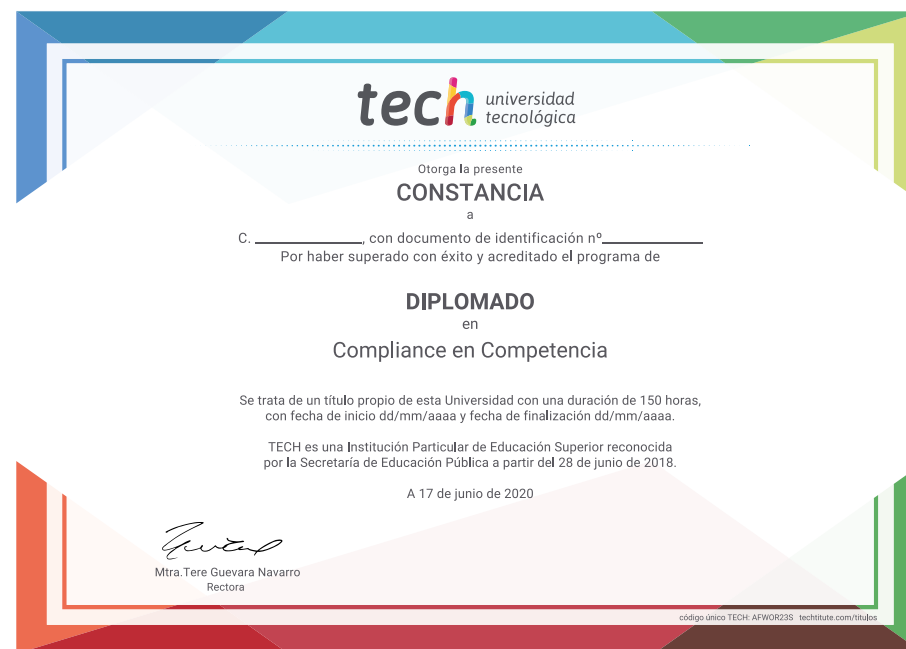 tech universidad
tecnológica
Otorga la presente
CONSTANCIA
a
C. ______________, con documento de identificación nº_____________
Por haber superado con éxito y acreditado el programa de
DIPLOMADO
en
Compliance en Competencia
Se trata de un título propio de esta Universidad con una duración de 150 horas,
con fecha de inicio dd/mm/aaaa y fecha de finalización dd/mm/aaaa.
TECH es una Institución Particular de Educación Superior reconocida
por la Secretaría de Educación Pública a partir del 28 de junio de 2018.
A 17 de junio de 2020
Mtra.Tere Guevara Navarro
Rectora
código único TECH: AFWOR23S techtitute.com/titulos